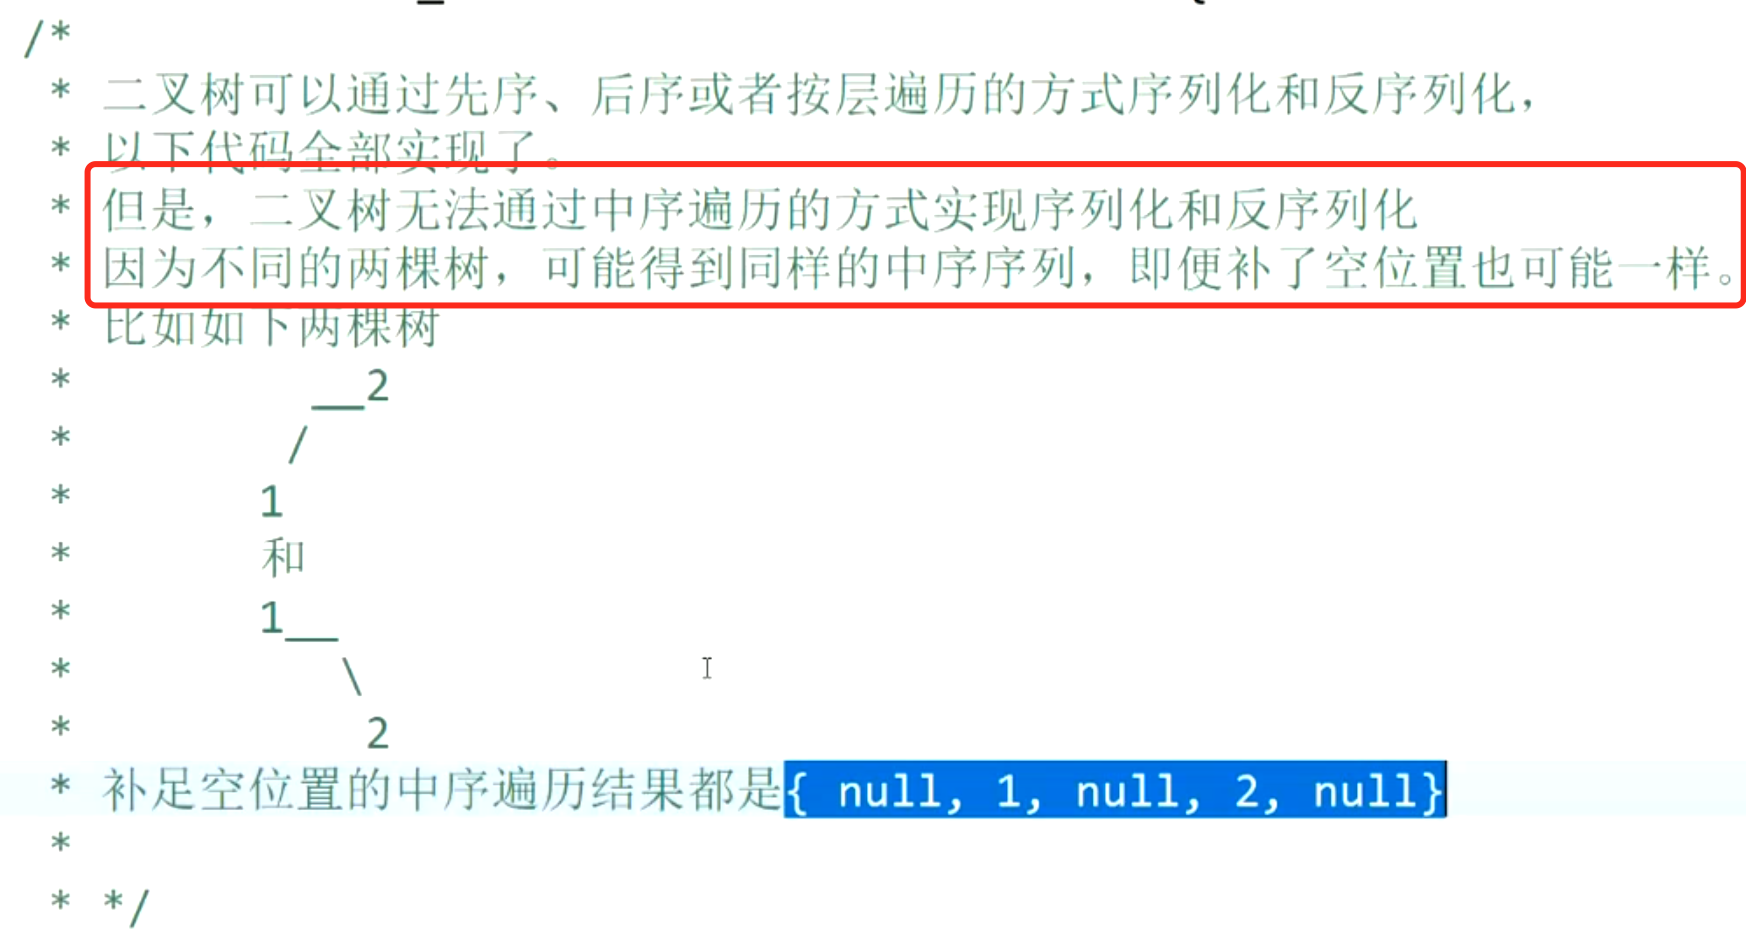 /*
* 二叉树可以通过先序、后序或者按层遍历的方式序列化和反序列化，
* 以下代码全部实现了。
* 但是，二叉树无法通过中序遍历的方式实现序列化和反序列化
* 因为不同的两棵树，可能得到同样的中序序列，即便补了空位置也可能一样。
* 比如如下两棵树
*         __2
*        /
*       1
*       和
*       1__
*          \
*           2
* 补足空位置的中序遍历结果都是{ null, 1, null, 2, null}
*
* */